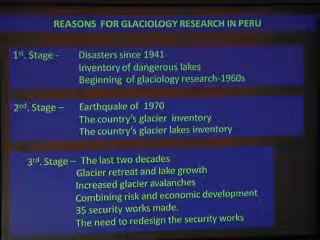 REASONS FOR GLACIOLOGY RESEARCH IN PERU
1st. Stage - Disasters since 1941
Inventory of dangerous lakes
Beginning of glaciology research-1960s
2nd. Stage – Earthquake of 1970
The country's glacier inventory
The country's glacier lakes inventory
3rd. Stage – The last two decades
Glacier retreat and lake growth
Increased glacier avalanches
Combining risk and economic development
35 security works made.
The need to redesign the security works